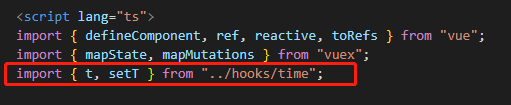 <script lang="ts">
import { defineComponent, ref, reactive, toRefs } from "vue";
import { mapState, mapMutations } from "vuex";
import { t, setT } from "../hooks/time";